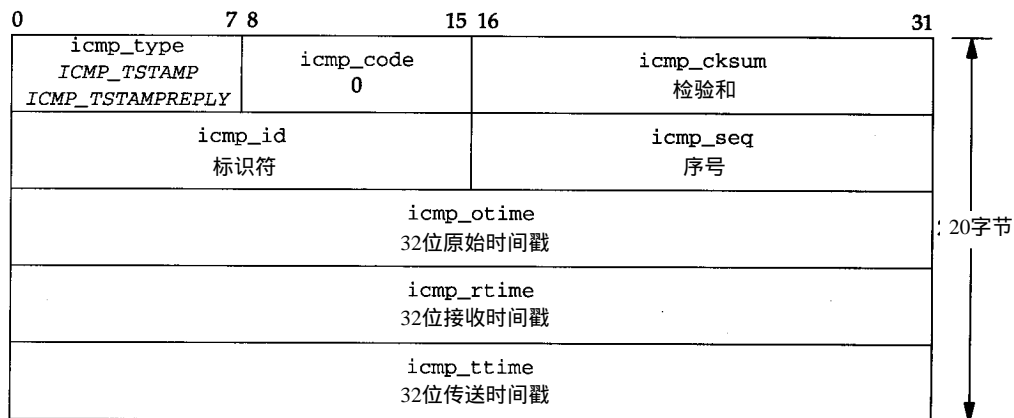 0 7 8 15 16 31
icmp_type
ICMP_TSTAMP
ICMP_TSTAMPREPLY
icmp_code
0
icmp_cksum
检验和
icmp_id
标识符
icmp_seq
序号
icmp_otime
32位原始时间戳
20字节
icmp_rtime
32位接收时间戳
icmp_ttime
32位传送时间戳